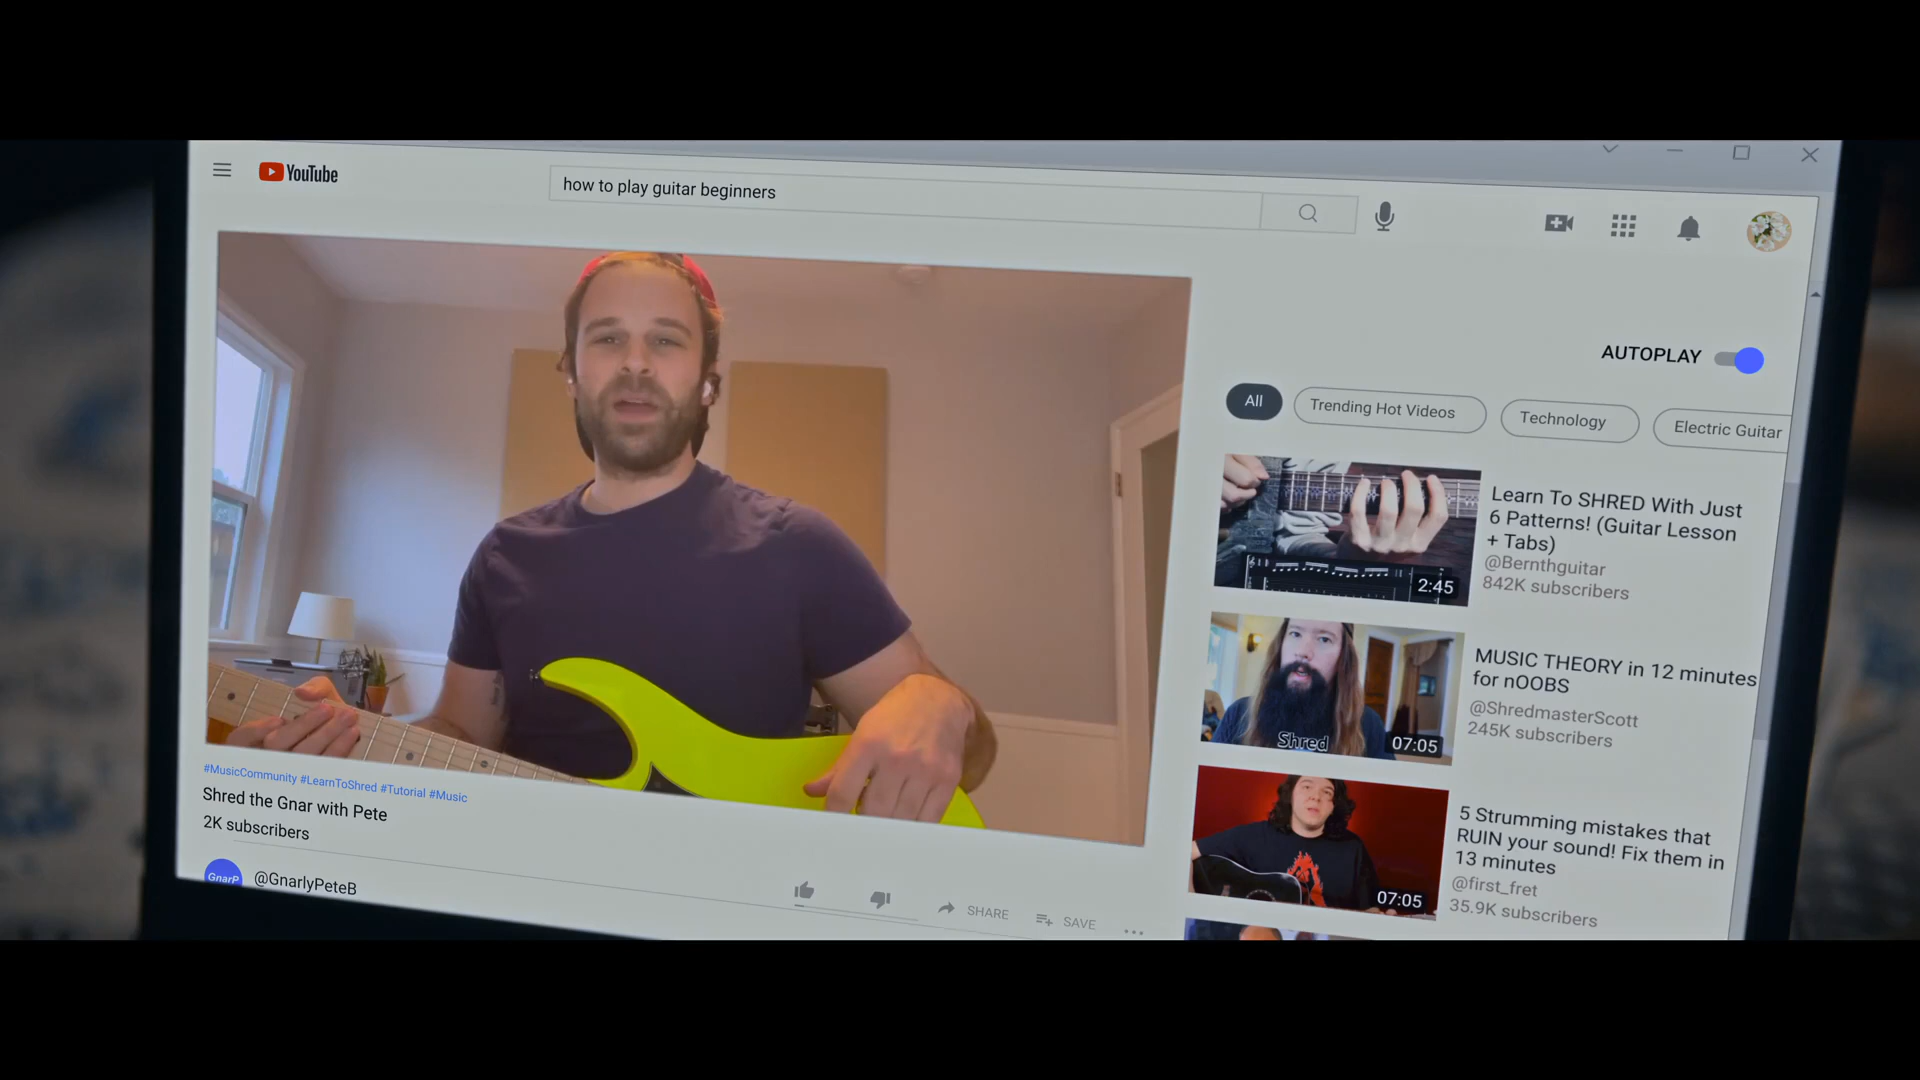 YouTube
how to play guitar beginners
AUTOPLAY
All
Trending Hot Videos
Technology
Electric Guitar
Learn To SHRED With Just
6 Patterns! (Guitar Lesson
+ Tabs)
@Bernthguitar
842K subscribers
2:45
MUSIC THEORY in 12 minutes
for nOOBS
@ShredmasterScott
245K subscribers
Shred
07:05
5 Strumming mistakes that
RUIN your sound! Fix them in
13 minutes
@first_fret
35.9K subscribers
07:05
#MusicCommunity #LearnToShred #Tutorial #Music
Shred the Gnar with Pete
2K subscribers
GnarP
@GnarlyPeteB
SHARE
SAVE